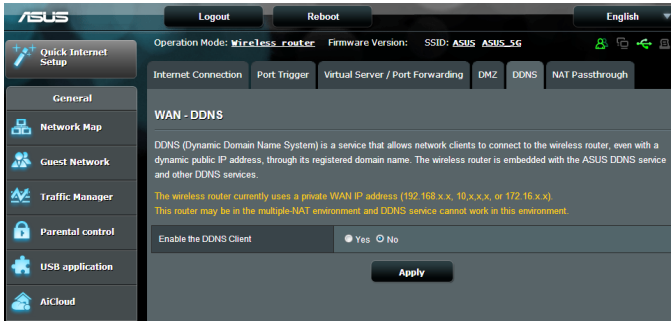 ASUS
Logout
Reboot
English
Quick Internet
Setup
Operation Mode: Wireless router Firmware Version: SSID: ASUS ASUS_5G
Internet Connection
Port Trigger
Virtual Server / Port Forwarding
DMZ
DDNS
NAT Passthrough
General
Network Map
Guest Network
Traffic Manager
Parental control
USB application
AiCloud
WAN - DDNS
DDNS (Dynamic Domain Name System) is a service that allows network clients to connect to the wireless router, even with a
dynamic public IP address, through its registered domain name. The wireless router is embedded with the ASUS DDNS service
and other DDNS services.
The wireless router currently uses a private WAN IP address (192.168.x.x, 10,x,x,x, or 172.16.x.x).
This router may be in the multiple-NAT environment and DDNS service cannot work in this environment.
Enable the DDNS Client
Yes No
Apply